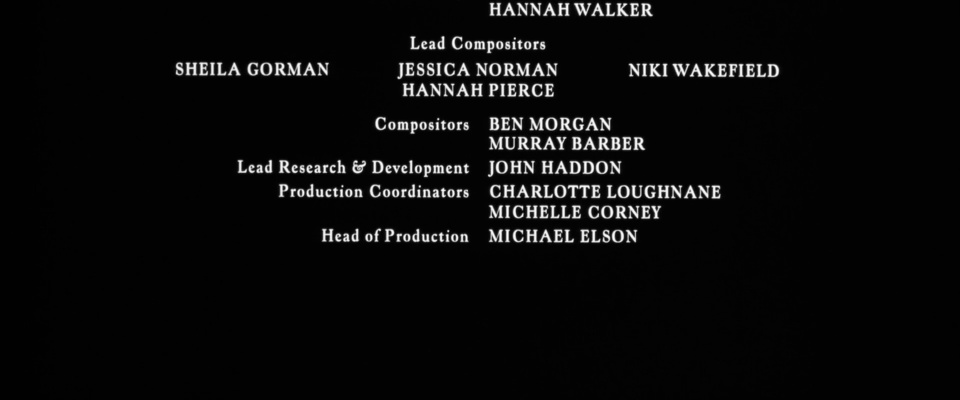 HANNAH WALKER
Lead Compositors
SHEILA GORMAN JESSICA NORMAN NIKI WAKEFIELD
HANNAH PIERCE
Compositors BEN MORGAN
MURRAY BARBER
Lead Research & Development JOHN HADDON
Production Coordinators CHARLOTTE LOUGHNANE
MICHELLE CORNEY
Head of Production MICHAEL ELSON